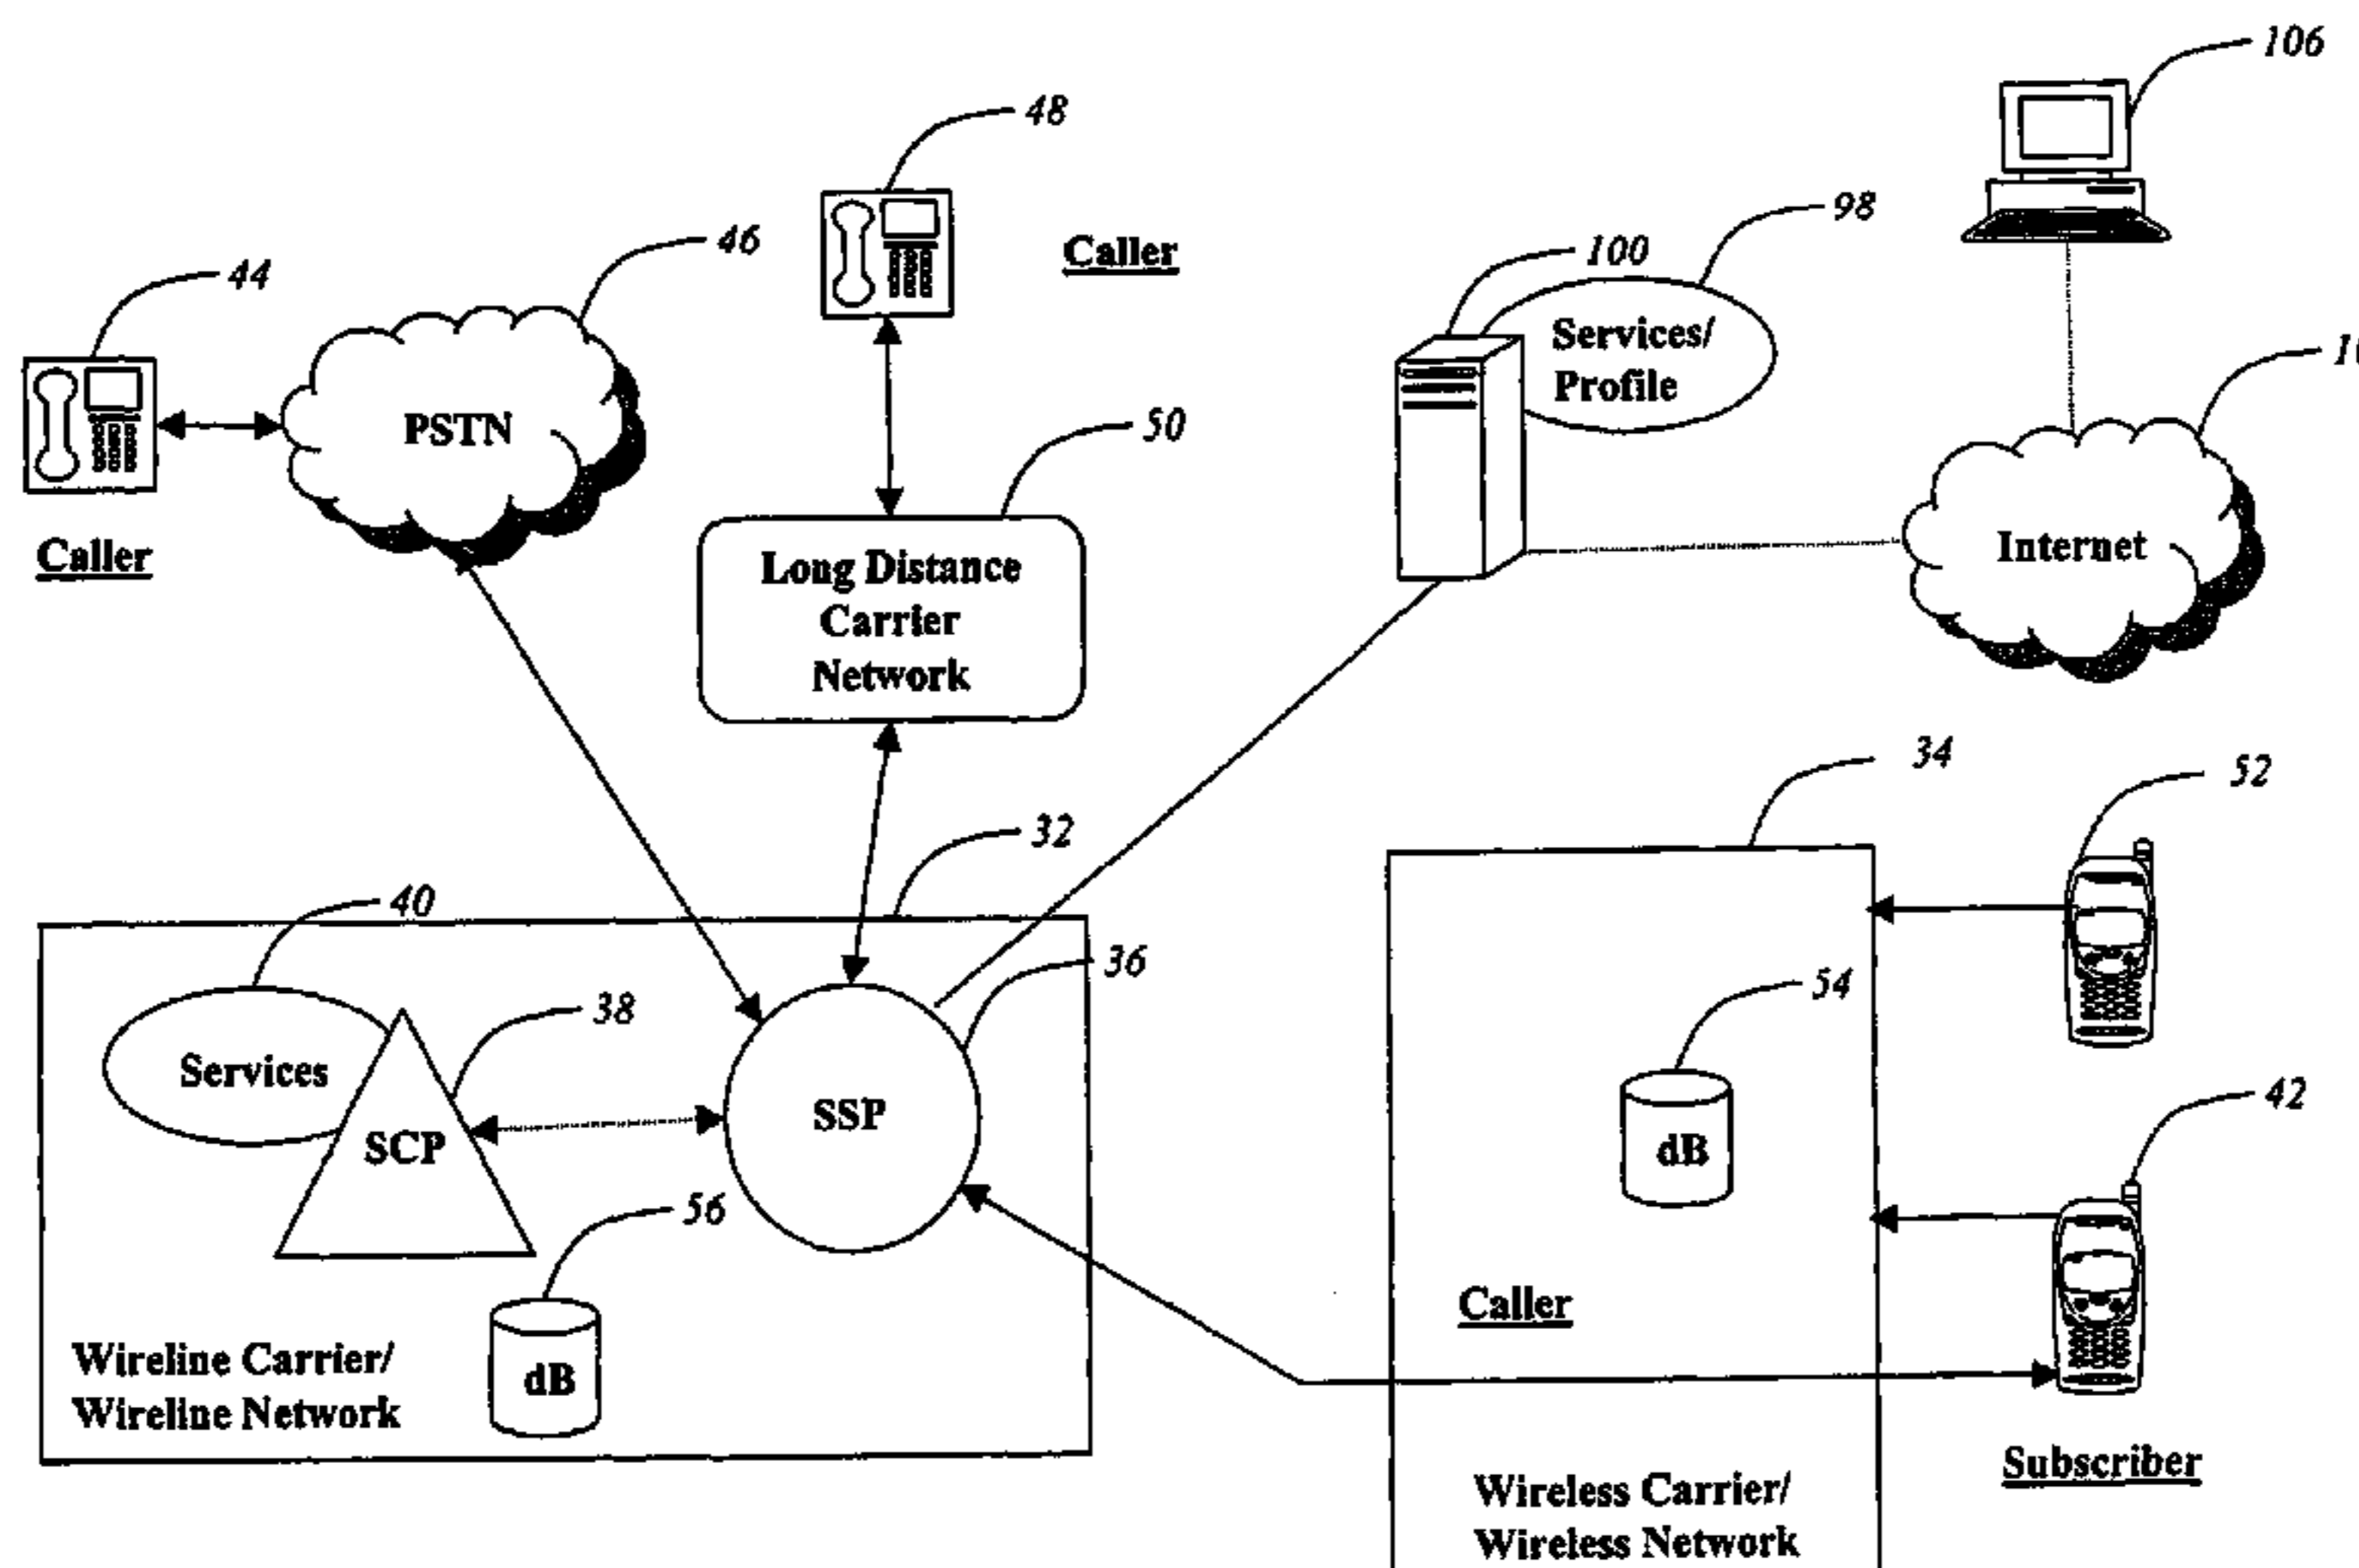 106
48
98
46
Caller
100
44
Services/
Profile
PSTN
50
Caller
Long Distance
Carrier
Network
Internet
34
52
32
40
36
54
38
Services
SSP
SCP
dB
42
56
Caller
Wireline Carrier/
Wireline Network
dB
Subscriber
Wireless Carrier/
Wireless Network